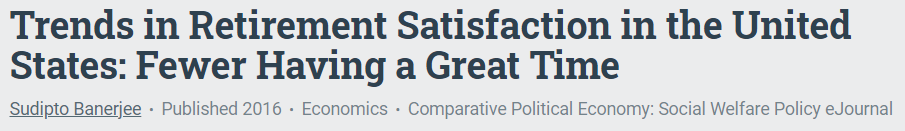 Trends in Retirement Satisfaction in the United
States: Fewer Having a Great Time
Sudipto Banerjee · Published 2016 · Economics · Comparative Political Economy: Social Welfare Policy eJournal